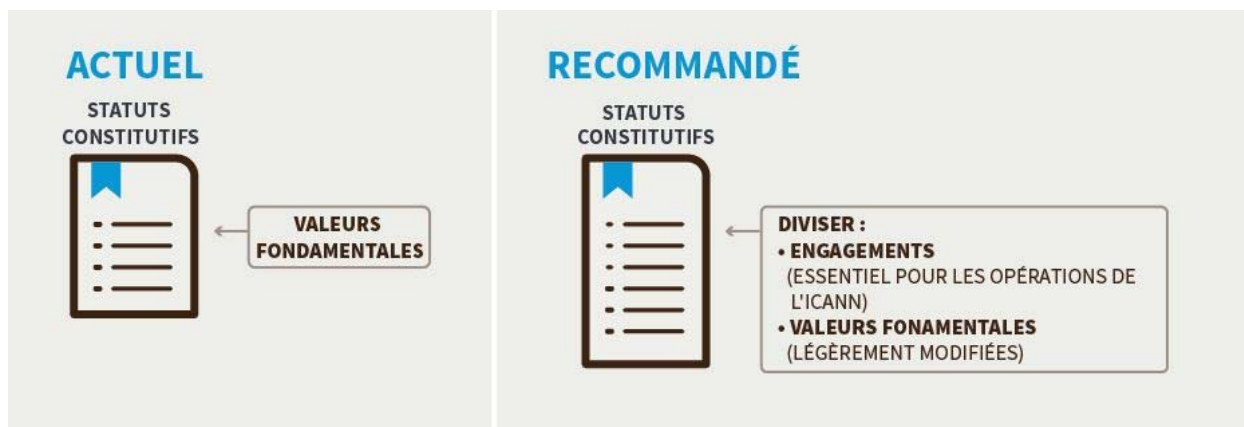 ACTUEL
STATUTS
CONSTITUTIFS
VALEURS
FONDAMENTALES
RECOMMANDÉ
STATUTS
CONSTITUTIFS
DIVISER :
• ENGAGEMENTS
(ESSENTIEL POUR LES OPÉRATIONS DE
L'ICANN)
• VALEURS FONAMENTALES
(LÉGÈREMENT MODIFIÉES)